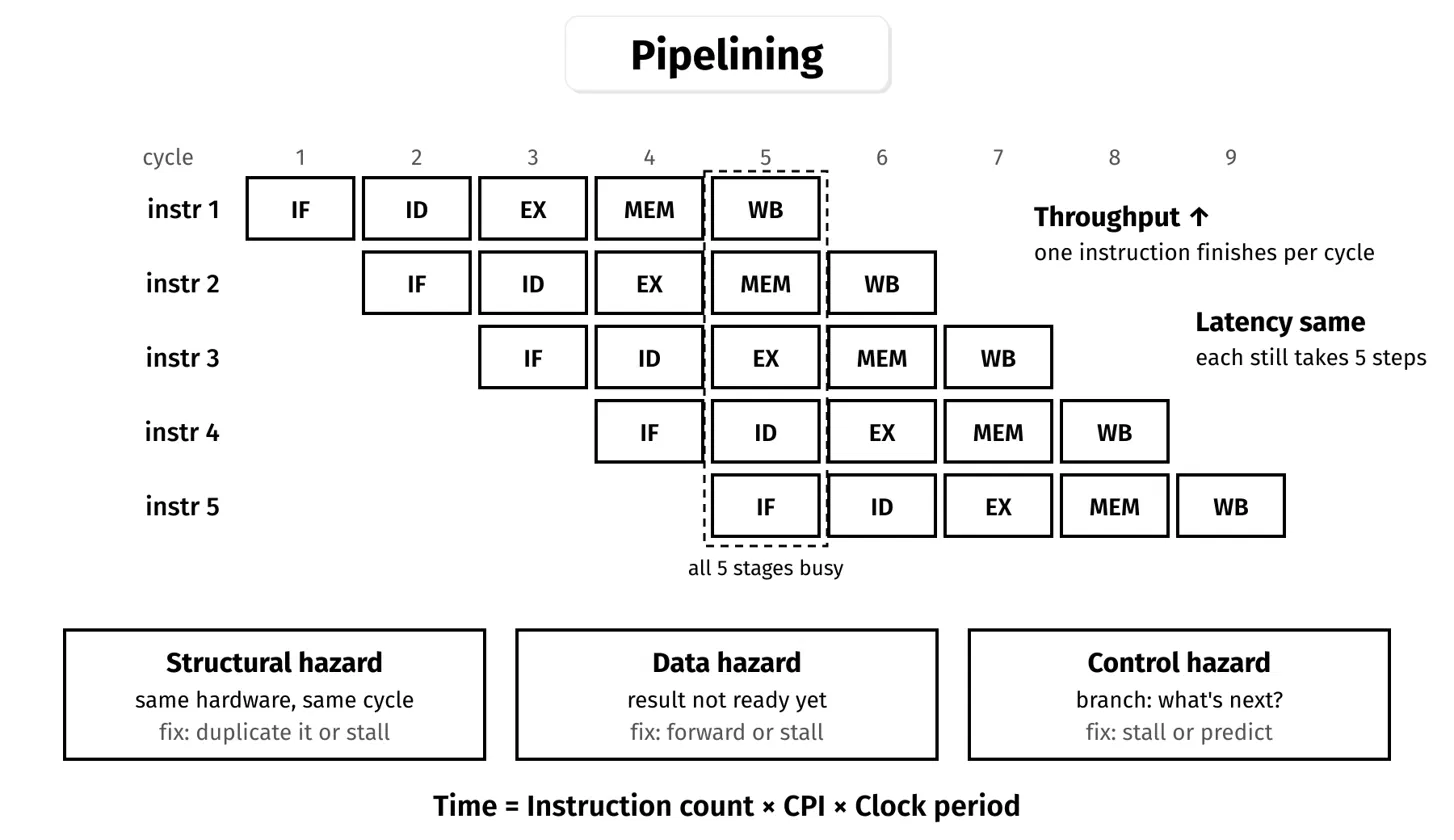 Pipelining
cycle 1 2 3 4 5 6 7 8 9
instr 1 IF ID EX MEM WB
instr 2 IF ID EX MEM WB
instr 3 IF ID EX MEM WB
instr 4 IF ID EX MEM WB
instr 5 IF ID EX MEM WB
all 5 stages busy
Throughput ↑
one instruction finishes per cycle
Latency same
each still takes 5 steps
Structural hazard
same hardware, same cycle
fix: duplicate it or stall
Data hazard
result not ready yet
fix: forward or stall
Control hazard
branch: what's next?
fix: stall or predict
Time = Instruction count × CPI × Clock period